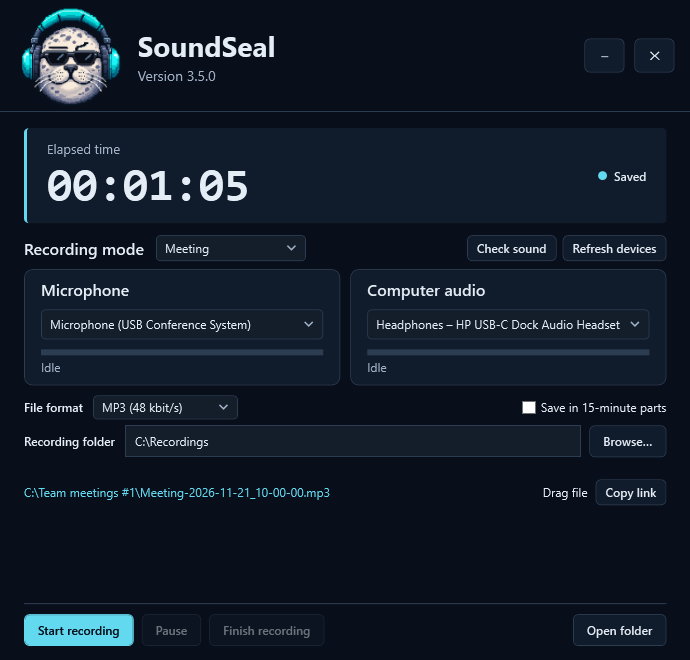 SoundSeal
Version 3.5.0
Elapsed time
00:01:05
Saved
Recording mode
Meeting
Check sound
Refresh devices
Microphone
Microphone (USB Conference System)
Idle
Computer audio
Headphones – HP USB-C Dock Audio Headset
Idle
File format
MP3 (48 kbit/s)
Save in 15-minute parts
Recording folder
C:\Recordings
Browse...
C:\Team meetings #1\Meeting-2026-11-21_10-00-00.mp3
Drag file
Copy link
Start recording
Pause
Finish recording
Open folder